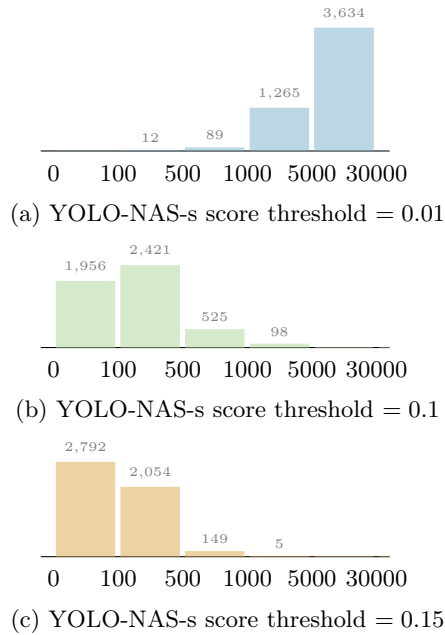 3,634
1,265
12 89
0 100 500 1000 5000 30000
(a) YOLO-NAS-s score threshold = 0.01
2,421
1,956
525
98
0 100 500 1000 5000 30000
(b) YOLO-NAS-s score threshold = 0.1
2,792
2,054
149 5
0 100 500 1000 5000 30000
(c) YOLO-NAS-s score threshold = 0.15